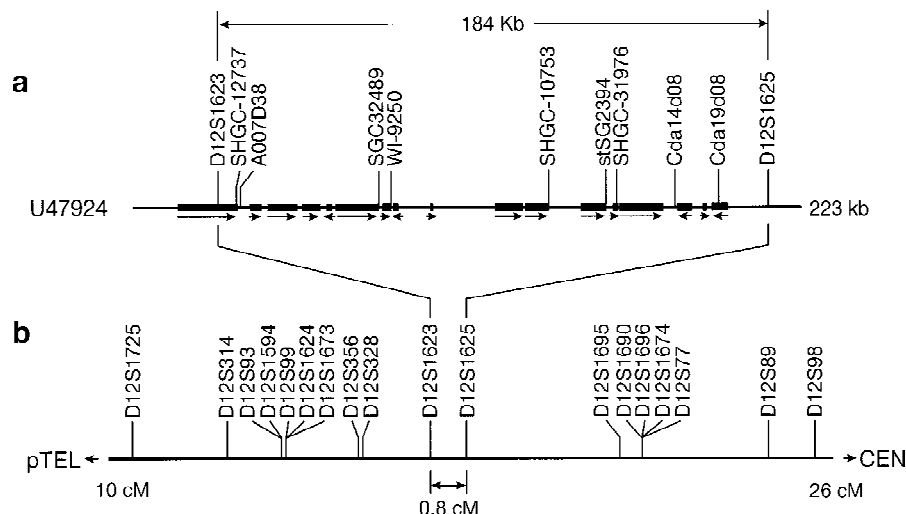 184 Kb
a
D12S1623
SHGC-12737
A007D38
SGC32489
WI-9250
SHGC-10753
stSG2394
SHGC-31976
Cda14d08
Cda19d08
D12S1625
U47924
223 kb
b
D12S1725
D12S314
D12S93
D12S1594
D12S99
D12S1624
D12S1673
D12S356
D12S328
D12S1623
D12S1625
D12S1695
D12S1690
D12S1696
D12S1674
D12S77
D12S89
D12S98
pTEL
CEN
10 cM
0.8 cM
26 cM